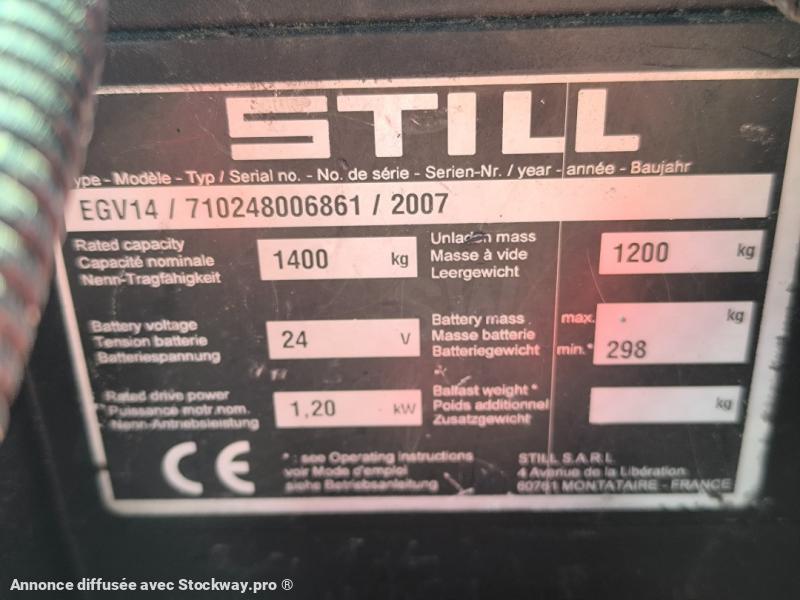 STILL
ype - Modèle - Typ / Serial no. - No. de série - Serien-Nr. / year - année - Baujahr
EGV14 / 710248006861 / 2007
Rated capacity
Capacité nominale
Nenn-Tragfähigkeit
1400 kg
Unladen mass
Masse à vide
Leergewicht
1200 kg
Battery voltage
Tension batterie
Batteriespannung
24 V
Battery mass max. kg
Masse batterie
Batteriegewicht min.* 298
Rated drive power
Puissance motr.nom.
Nenn-Antriebsleistung
1,20 kW
Ballast weight *
Poids additionnel
Zusatzgewicht
kg
CE
* : see Operating Instructions
voir Mode d'emploi
siehe Betriebsanleitung
STILL S.A.R.L
4 Avenue de la Libération
60761 MONTATAIRE - FRANCE
Annonce diffusée avec Stockway.pro ®